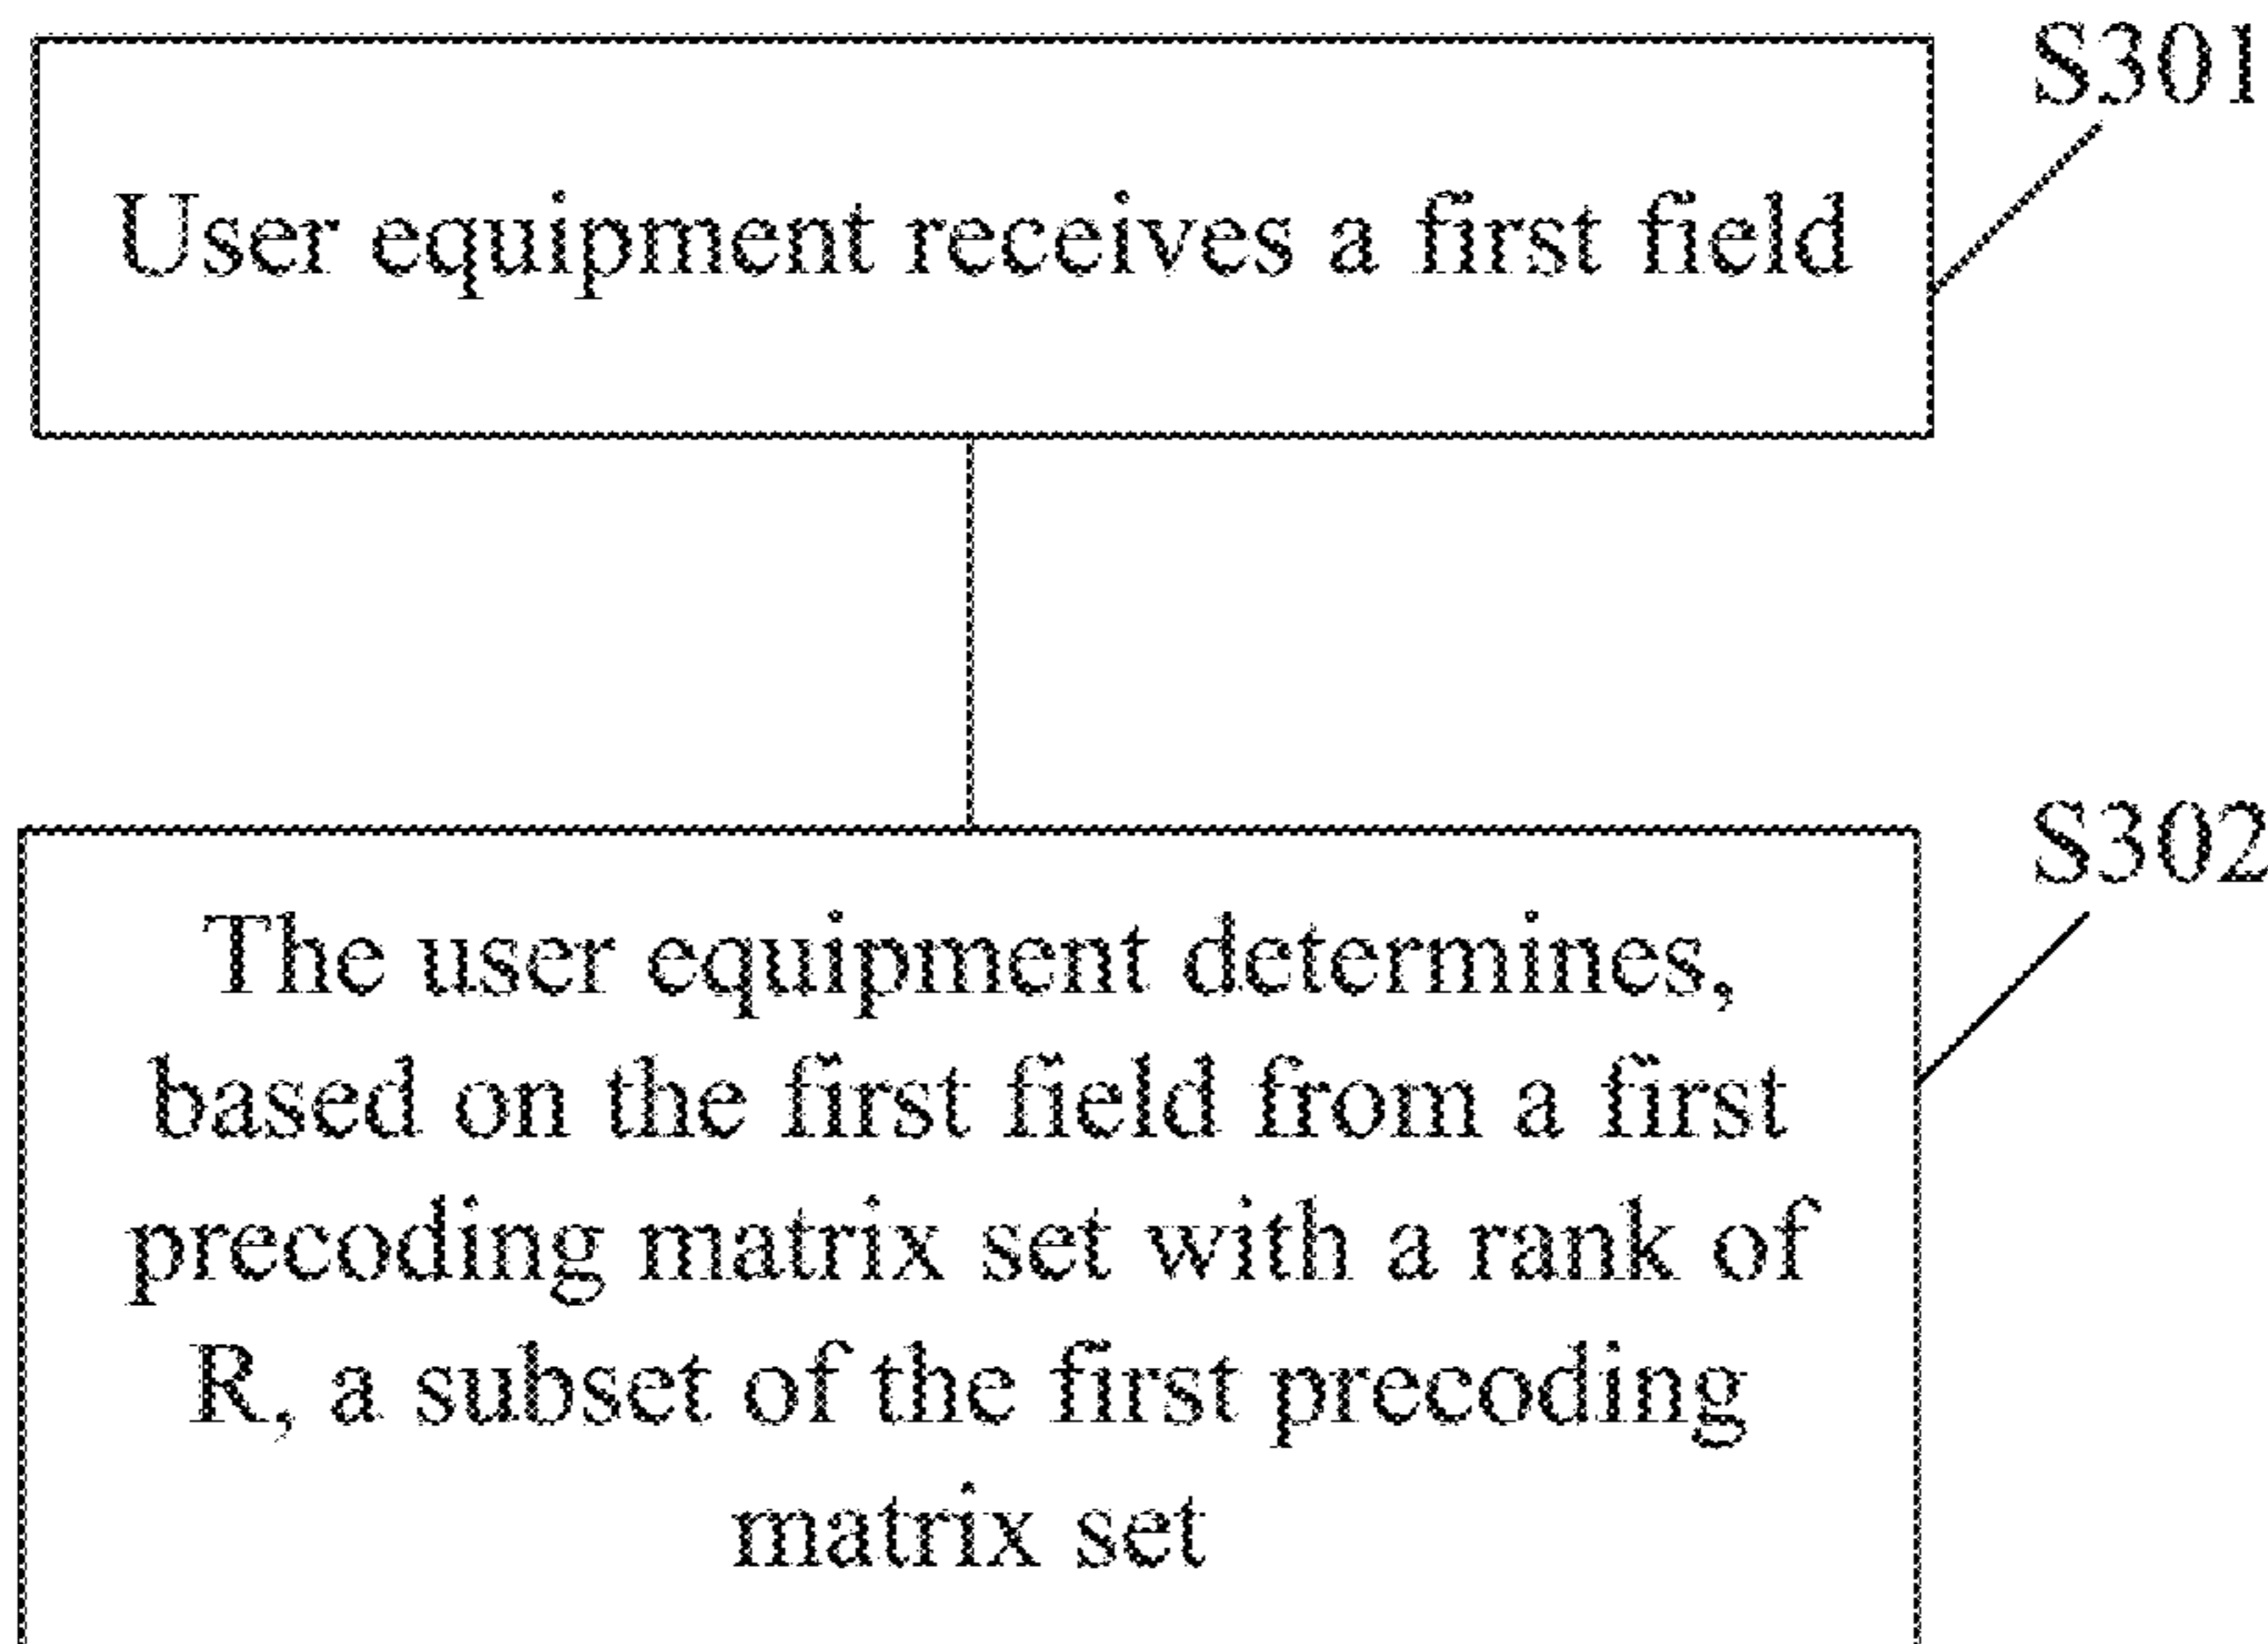 S301
User equipment receives a first field
S302
The user equipment determines,
based on the first field from a first
precoding matrix set with a rank of
R, a subset of the first precoding
matrix set